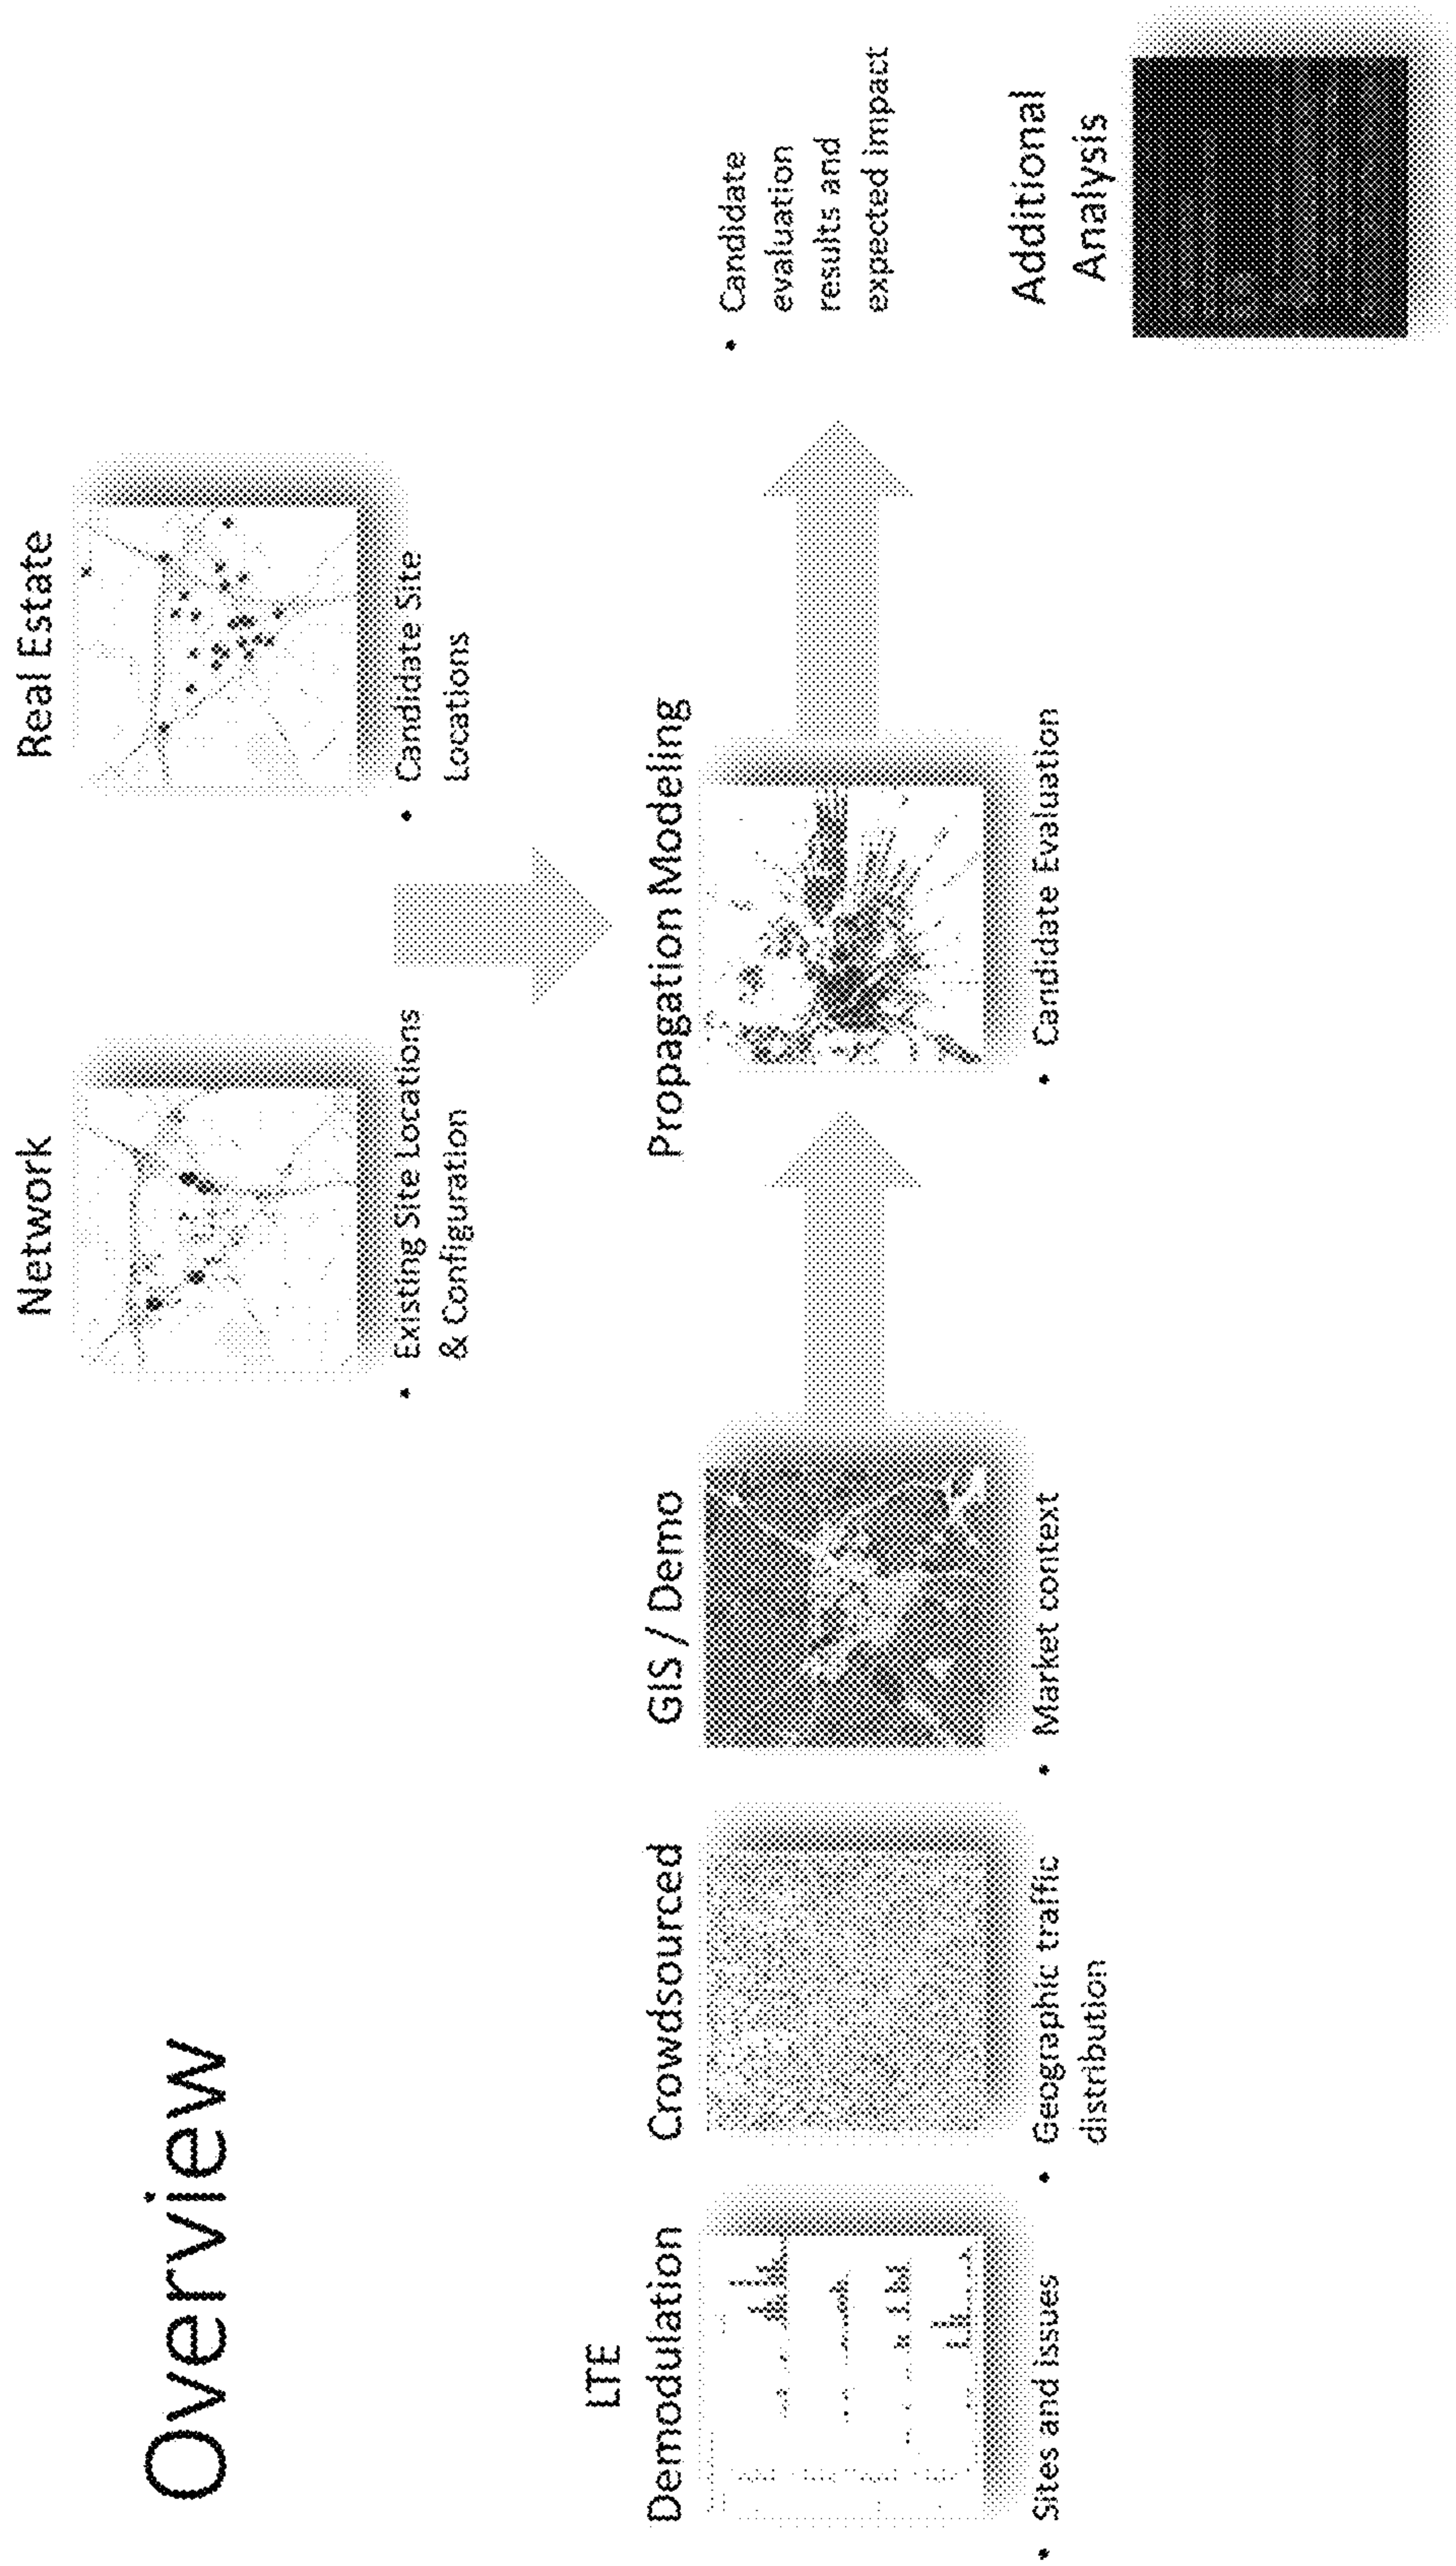 Overview
Network
• Existing Site Locations
& Configuration
Real Estate
• Candidate Site
Locations
LTE
Demodulation
• Sites and issues
Crowdsourced
• Geographic traffic
distribution
GIS / Demo
• Market context
Propagation Modeling
• Candidate Evaluation
• Candidate
evaluation
results and
expected impact
Additional
Analysis